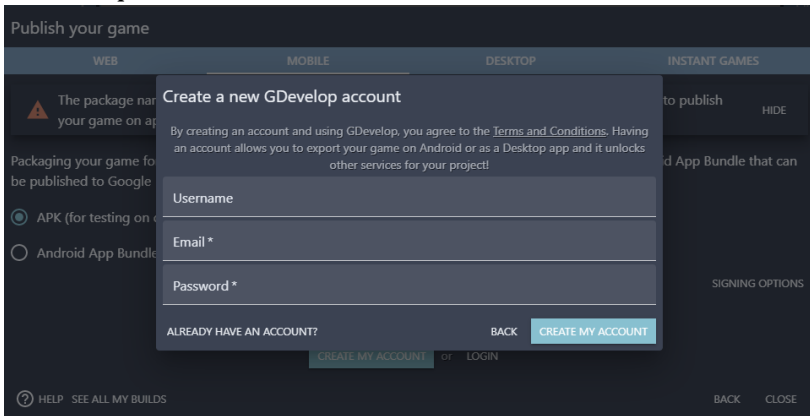 Publish your game
WEB MOBILE DESKTOP INSTANT GAMES
The package nar
to publish
your game on ap
HIDE
Create a new GDevelop account
By creating an account and using GDevelop, you agree to the Terms and Conditions. Having
an account allows you to export your game on Android or as a Desktop app and it unlocks
other services for your project!
Packaging your game fo
d App Bundle that can
be published to Google
Username
APK (for testing on
Email *
Android App Bundle
Password *
SIGNING OPTIONS
ALREADY HAVE AN ACCOUNT? BACK CREATE MY ACCOUNT
CREATE MY ACCOUNT or LOGIN
HELP SEE ALL MY BUILDS BACK CLOSE